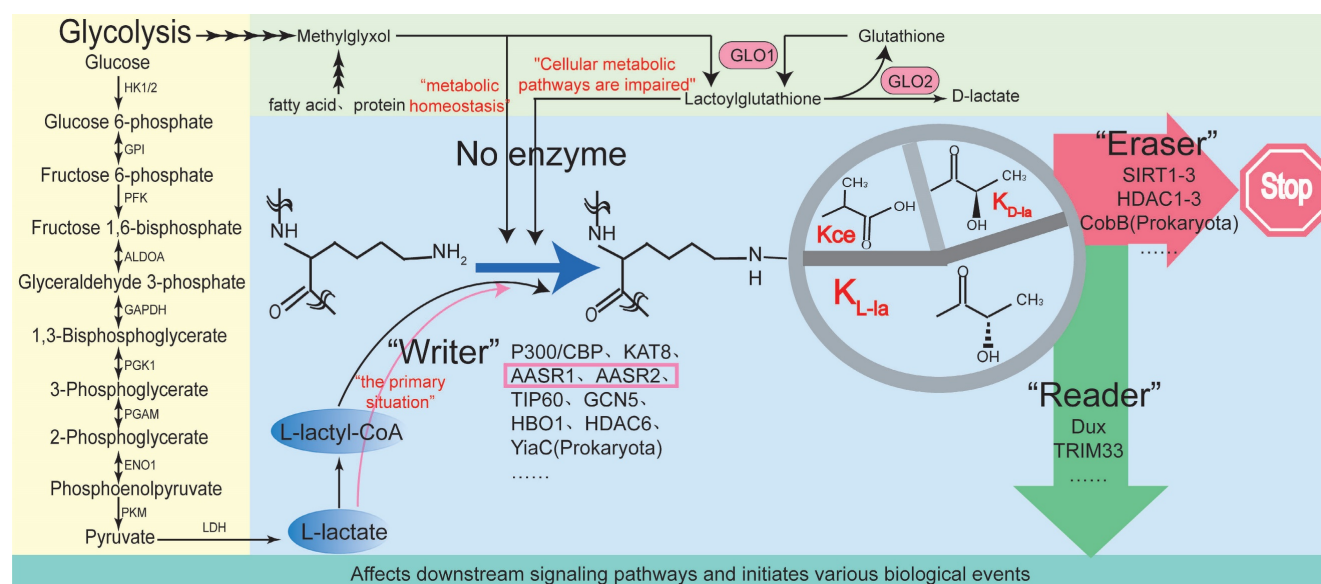 Glycolysis
Glucose
HK1/2
Glucose 6-phosphate
GPI
Fructose 6-phosphate
PFK
Fructose 1,6-bisphosphate
ALDOA
Glyceraldehyde 3-phosphate
GAPDH
1,3-Bisphosphoglycerate
PGK1
3-Phosphoglycerate
PGAM
2-Phosphoglycerate
ENO1
Phosphoenolpyruvate
PKM
Pyruvate
LDH
Methylglyxol
fatty acid、protein
“metabolic
homeostasis”
"Cellular metabolic
pathways are impaired"
GLO1
Glutathione
GLO2
Lactoylglutathione
D-lactate
No enzyme
NH
NH2
O
NH
O
N
H
CH3
OH
O
Kce
O
CH3
OH
KD-la
KL-la
O
CH3
OH
“Eraser”
SIRT1-3
HDAC1-3
CobB(Prokaryota)
......
Stop
“Writer”
“the primary
situation”
P300/CBP、KAT8、
AASR1、AASR2、
TIP60、GCN5、
HBO1、HDAC6、
YiaC(Prokaryota)
......
L-lactyl-CoA
L-lactate
“Reader”
Dux
TRIM33
......
Affects downstream signaling pathways and initiates various biological events